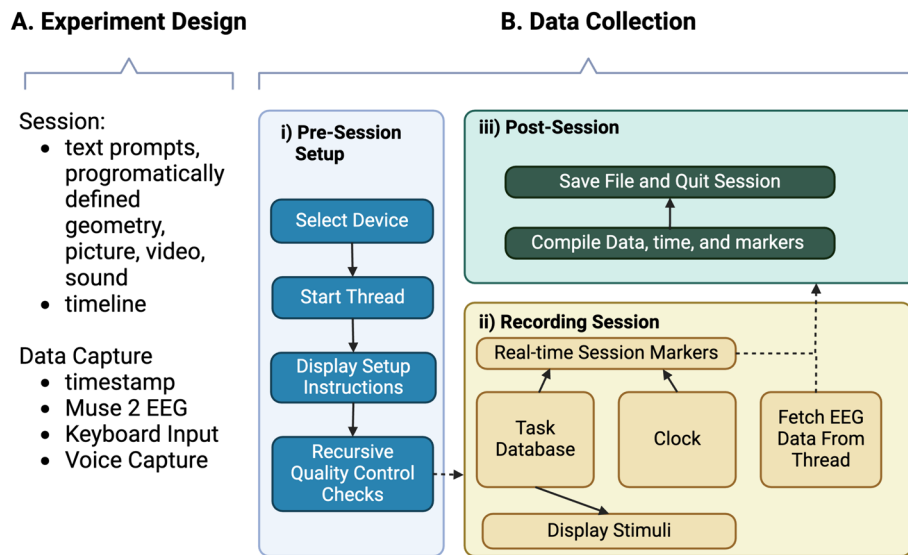 A. Experiment Design
B. Data Collection
Session:
• text prompts,
progromatically
defined
geometry,
picture, video,
sound
• timeline
Data Capture
• timestamp
• Muse 2 EEG
• Keyboard Input
• Voice Capture
i) Pre-Session
Setup
Select Device
Start Thread
Display Setup
Instructions
Recursive
Quality Control
Checks
iii) Post-Session
Save File and Quit Session
Compile Data, time, and markers
ii) Recording Session
Real-time Session Markers
Task
Database
Clock
Fetch EEG
Data From
Thread
Display Stimuli